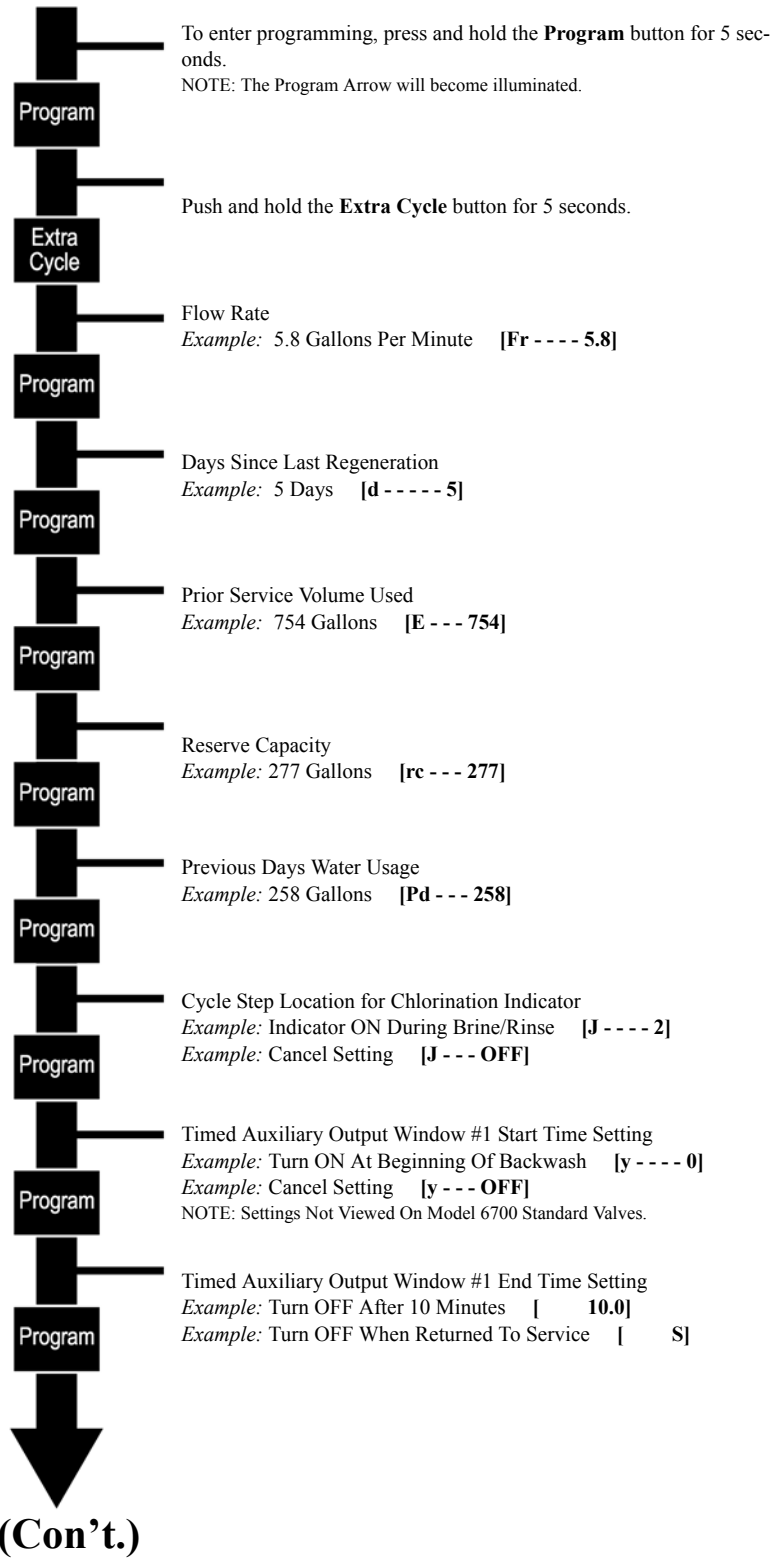 To enter programming, press and hold the Program button for 5 sec-
onds.
NOTE: The Program Arrow will become illuminated.
Program
Push and hold the Extra Cycle button for 5 seconds.
Extra
Cycle
Flow Rate
Example: 5.8 Gallons Per Minute [Fr - - - - 5.8]
Program
Days Since Last Regeneration
Example: 5 Days [d - - - - - 5]
Program
Prior Service Volume Used
Example: 754 Gallons [E - - - 754]
Program
Reserve Capacity
Example: 277 Gallons [rc - - - 277]
Program
Previous Days Water Usage
Example: 258 Gallons [Pd - - - 258]
Program
Cycle Step Location for Chlorination Indicator
Example: Indicator ON During Brine/Rinse [J - - - - 2]
Example: Cancel Setting [J - - - OFF]
Program
Timed Auxiliary Output Window #1 Start Time Setting
Example: Turn ON At Beginning Of Backwash [y - - - - 0]
Example: Cancel Setting [y - - - OFF]
NOTE: Settings Not Viewed On Model 6700 Standard Valves.
Program
Timed Auxiliary Output Window #1 End Time Setting
Example: Turn OFF After 10 Minutes [ 10.0]
Example: Turn OFF When Returned To Service [ S]
Program
(Con’t.)